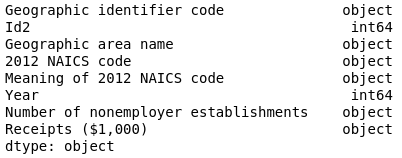 Geographic identifier code object
Id2 int64
Geographic area name object
2012 NAICS code object
Meaning of 2012 NAICS code object
Year int64
Number of nonemployer establishments object
Receipts ($1,000) object
dtype: object